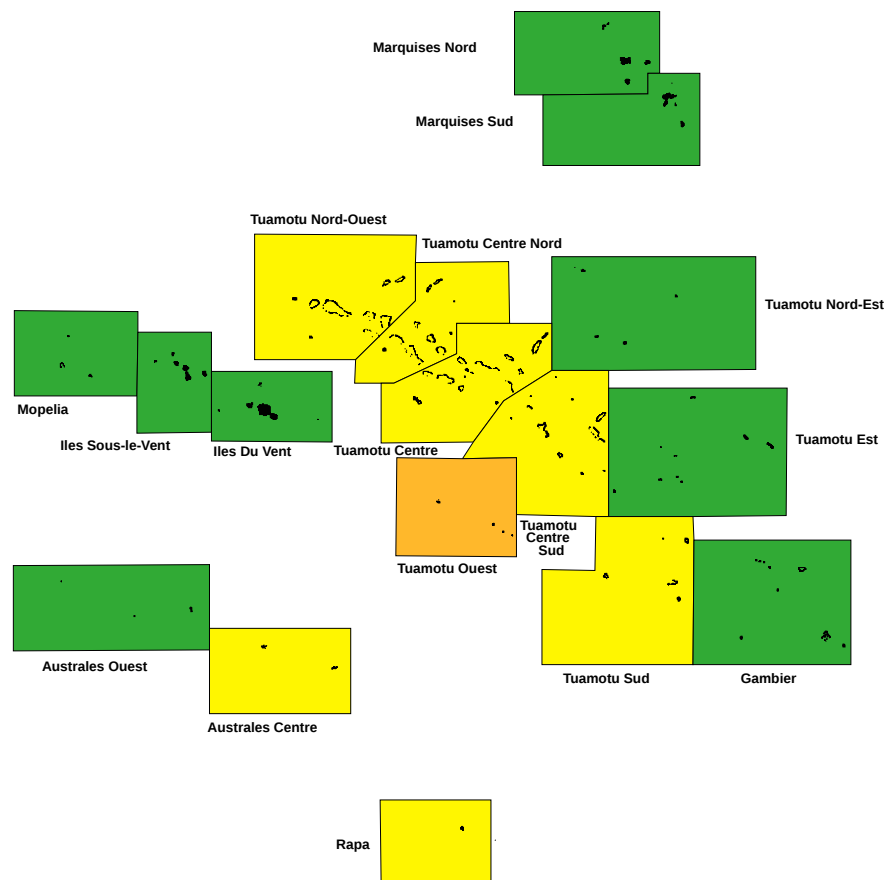 Marquises Nord
Marquises Sud
Tuamotu Nord-Ouest
Tuamotu Centre Nord
Tuamotu Nord-Est
Mopelia
Iles Sous-le-Vent
Iles Du Vent
Tuamotu Centre
Tuamotu Est
Tuamotu
Centre
Sud
Tuamotu Ouest
Australes Ouest
Tuamotu Sud
Gambier
Australes Centre
Rapa